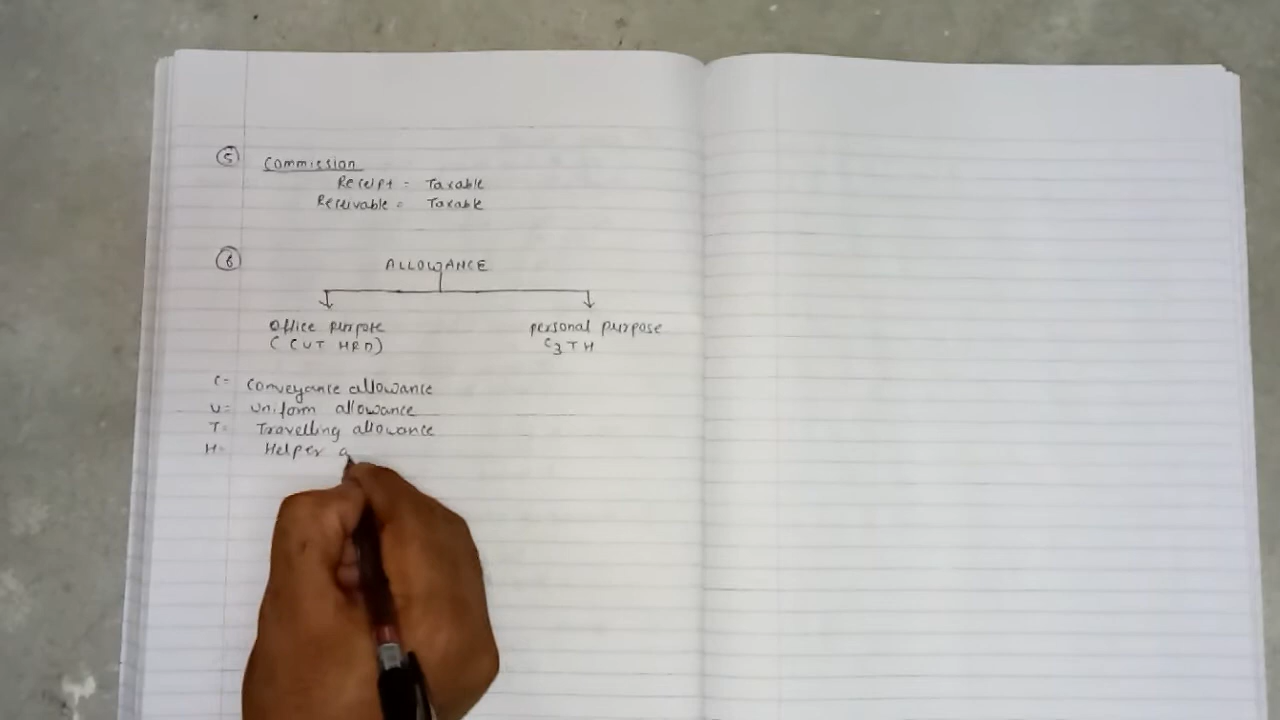 5 Commission
Receipt = Taxable
Receivable = Taxable
6 ALLOWANCE
Office purpose personal purpose
( CUT HRD) C3TH
C= Conveyance allowance
U= uniform allowance
T= Travelling allowance
H= Helper a